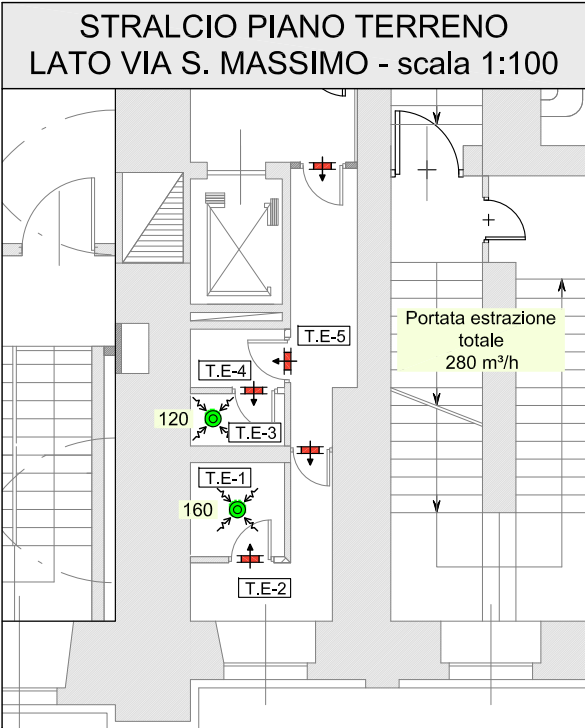 STRALCIO PIANO TERRENO
LATO VIA S. MASSIMO - scala 1:100
Portata estrazione
totale
280 m³/h
T.E-5
T.E-4
120
T.E-3
T.E-1
160
T.E-2